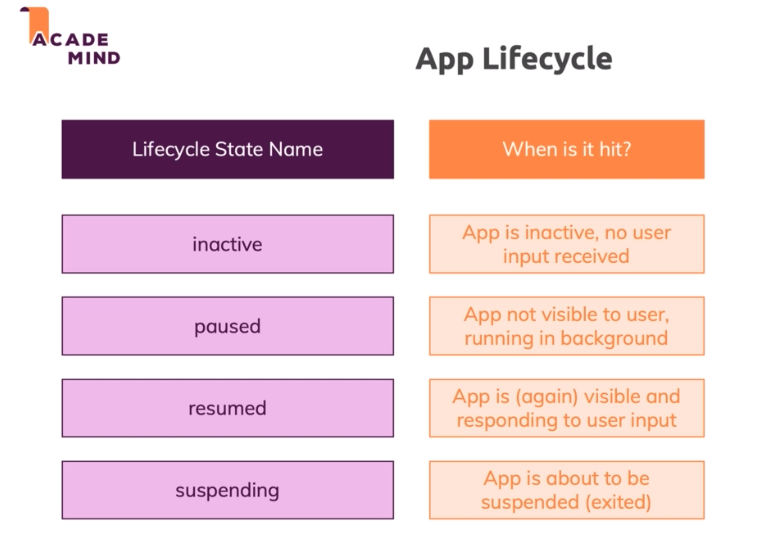 ACADE
MIND
App Lifecycle
Lifecycle State Name
When is it hit?
inactive
App is inactive, no user
input received
paused
App not visible to user,
running in background
resumed
App is (again) visible and
responding to user input
suspending
App is about to be
suspended (exited)